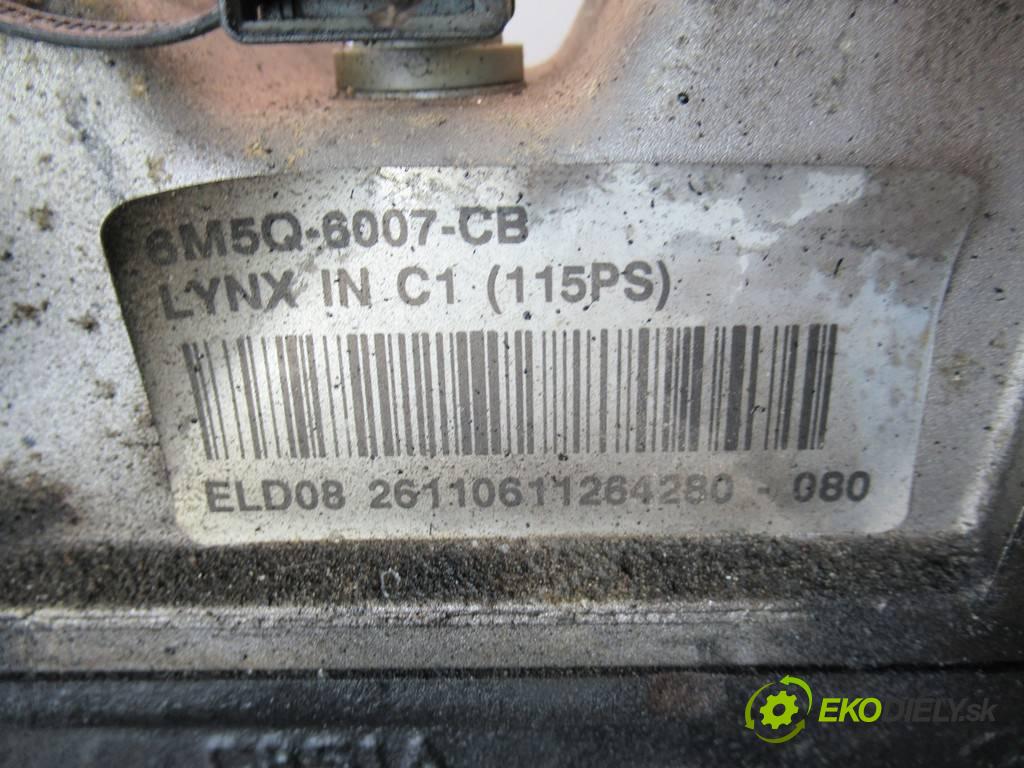 6M5Q-6007-CB
LYNX IN C1 (115PS)
ELD08 26110611264280 - 080
EKODIELY.sk